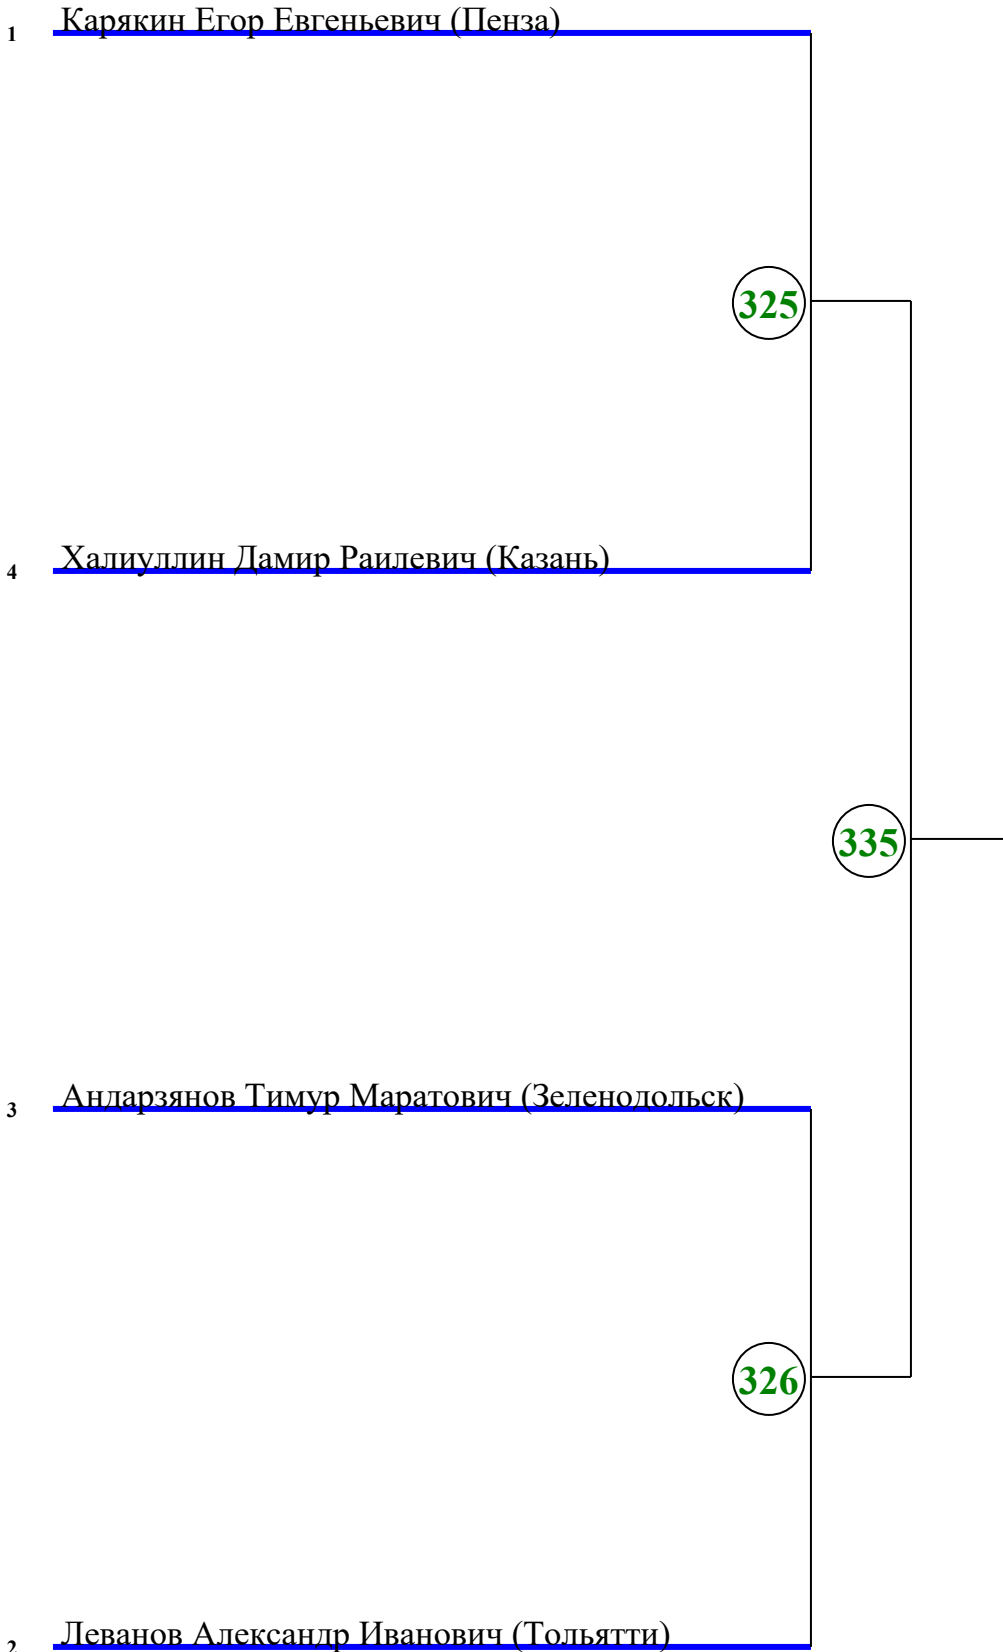 1 Карякин Егор Евгеньевич (Пенза)
325
4 Халиуллин Дамир Раилевич (Казань)
335
3 Андарзянов Тимур Маратович (Зеленодольск)
326
2 Леванов Александр Иванович (Тольятти)